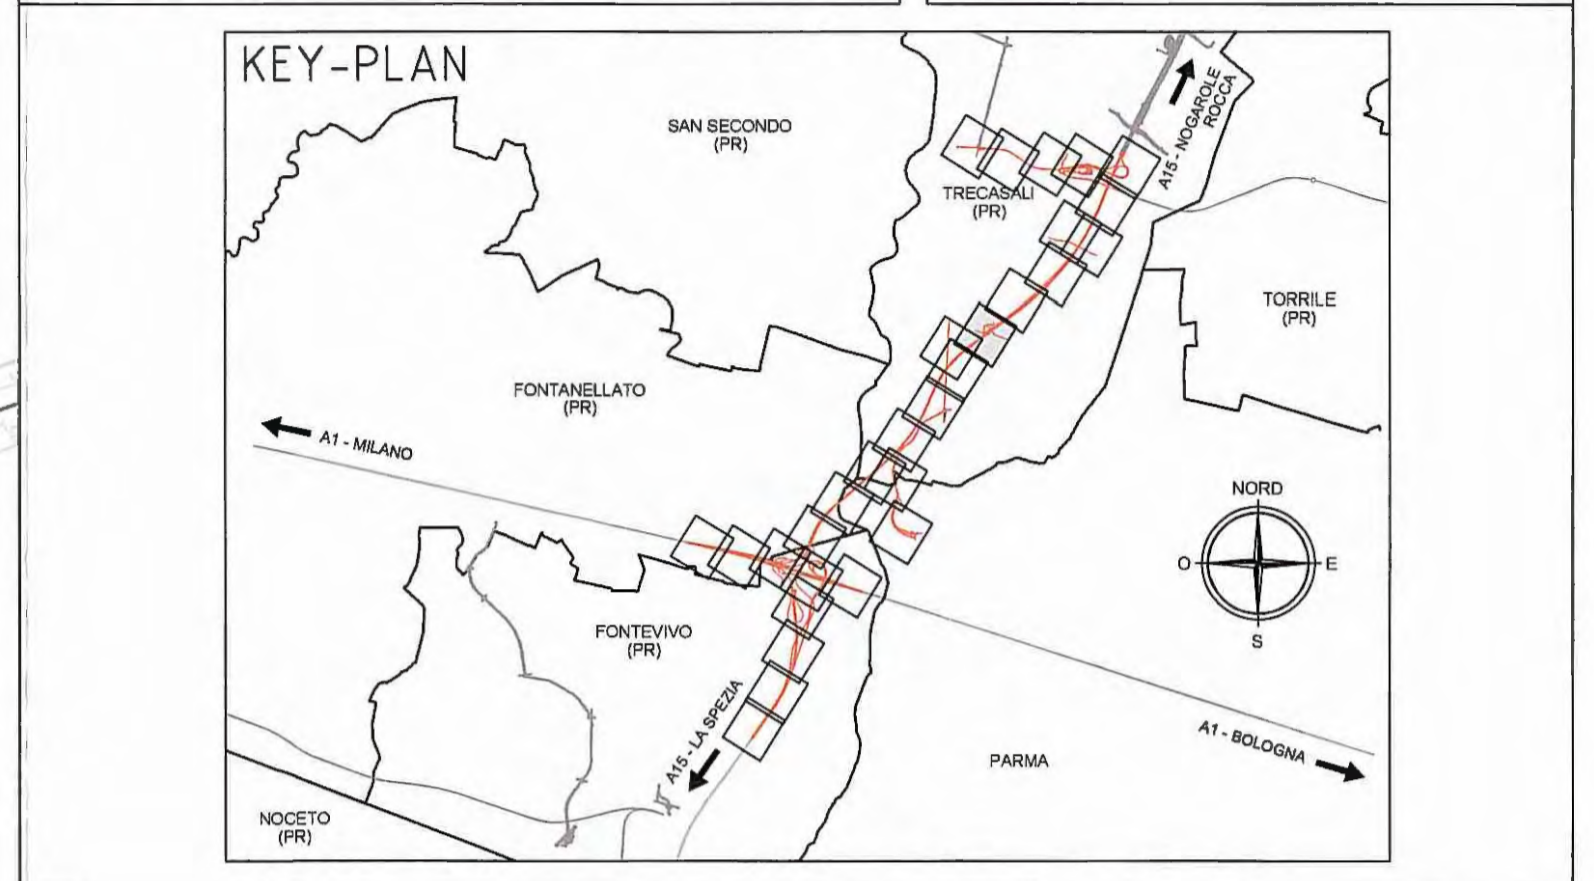 KEY-PLAN
SAN SECONDO
(PR)
A15 - NOGAROLE
ROCCA
TRECASALI
(PR)
TORRILE
(PR)
FONTANELLATO
(PR)
A1 - MILANO
NORD
O
E
S
FONTEVIVO
(PR)
A15 - LA SPEZIA
A1 - BOLOGNA
PARMA
NOCETO
(PR)